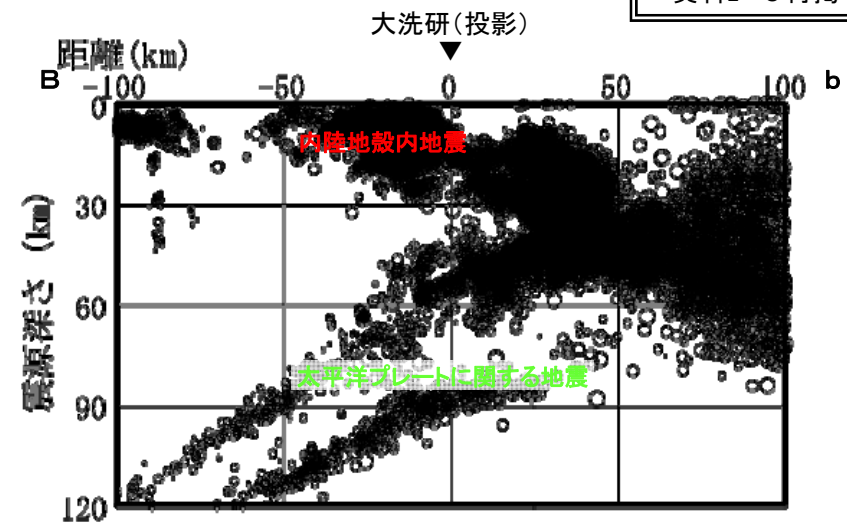 大洗研(投影)
▼
距離(km)
B -100 -50 0 50 100 b
0
内陸地殻内地震
30
震源深さ (km)
60
太平洋プレートに関する地震
90
120